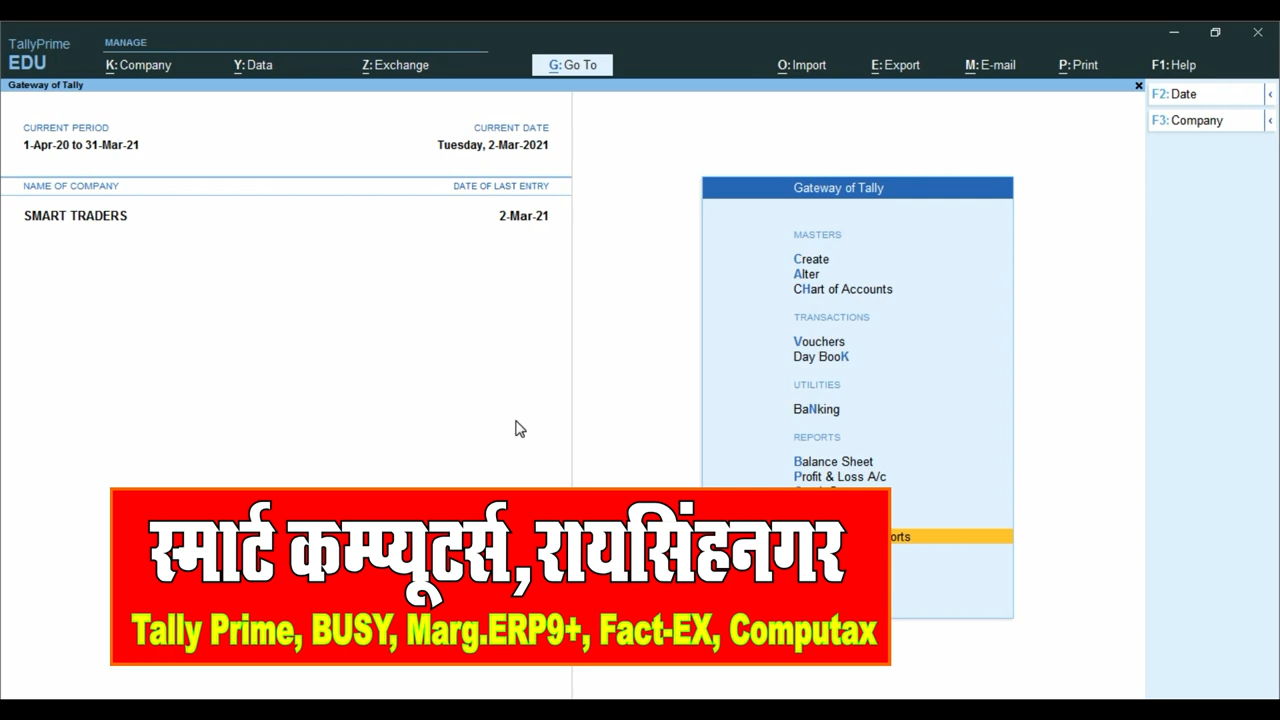 TallyPrime
EDU
MANAGE
K: Company Y: Data Z: Exchange G: Go To O: Import E: Export M: E-mail P: Print F1: Help
Gateway of Tally
F2: Date
F3: Company
CURRENT PERIOD CURRENT DATE
1-Apr-20 to 31-Mar-21 Tuesday, 2-Mar-2021
NAME OF COMPANY DATE OF LAST ENTRY
SMART TRADERS 2-Mar-21
Gateway of Tally
MASTERS
Create
Alter
CHart of Accounts
TRANSACTIONS
Vouchers
Day BooK
UTILITIES
BaNking
REPORTS
Balance Sheet
Profit & Loss A/c
स्मार्ट कम्प्यूटर्स,रायसिंहनगर
Tally Prime, BUSY, Marg.ERP9+, Fact-EX, Computax